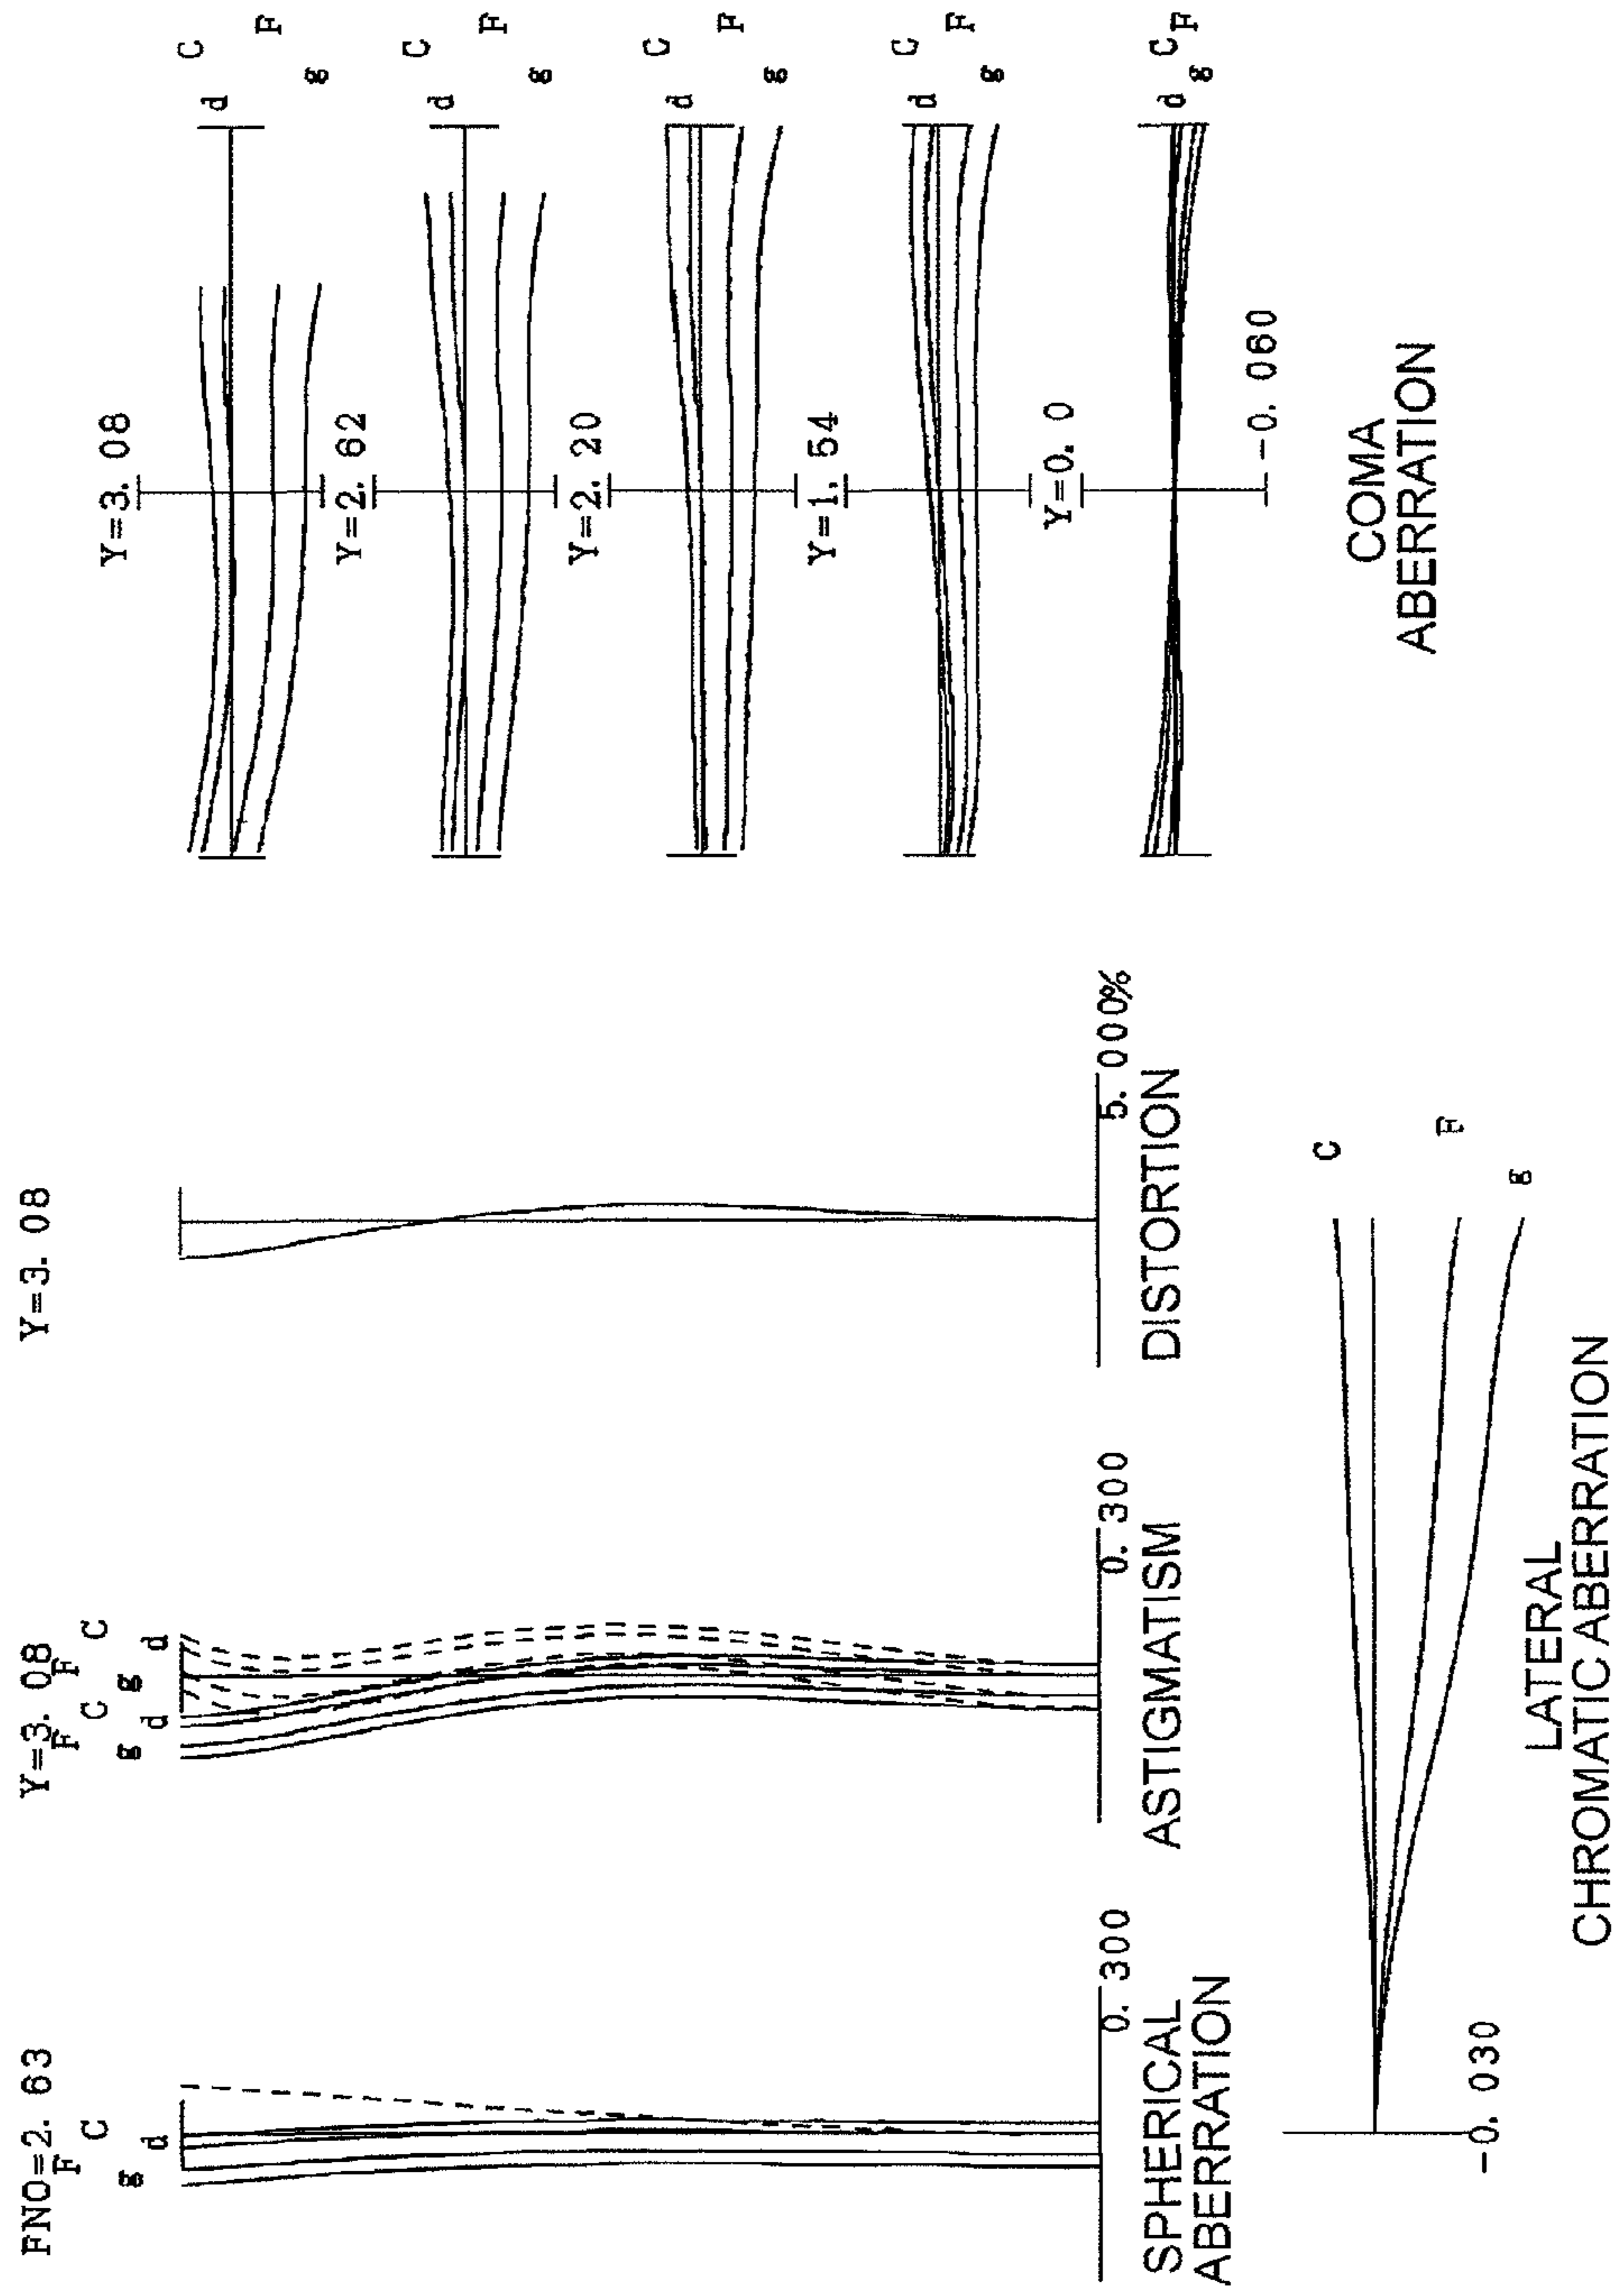 FNO=2. 63
F
C
g
d
0. 300
SPHERICAL
ABERRATION
Y=3. 08
F
C
g
d
F
C
g
d
0. 300
ASTIGMATISM
Y=3. 08
5. 000%
DISTORTION
Y=3. 08
C
F
d
g
Y=2. 62
C
F
d
g
Y=2. 20
C
F
d
g
Y=1. 54
C
F
d
g
Y=0. 0
C
F
d
g
-0. 060
COMA
ABERRATION
C
F
g
-0. 030
LATERAL
CHROMATIC ABERRATION